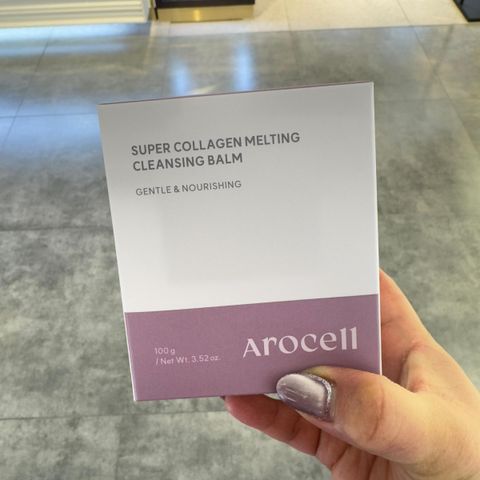 SUPER COLLAGEN MELTING
CLEANSING BALM
GENTLE & NOURISHING
100 g
/ Net Wt. 3.52 oz.
Arocell